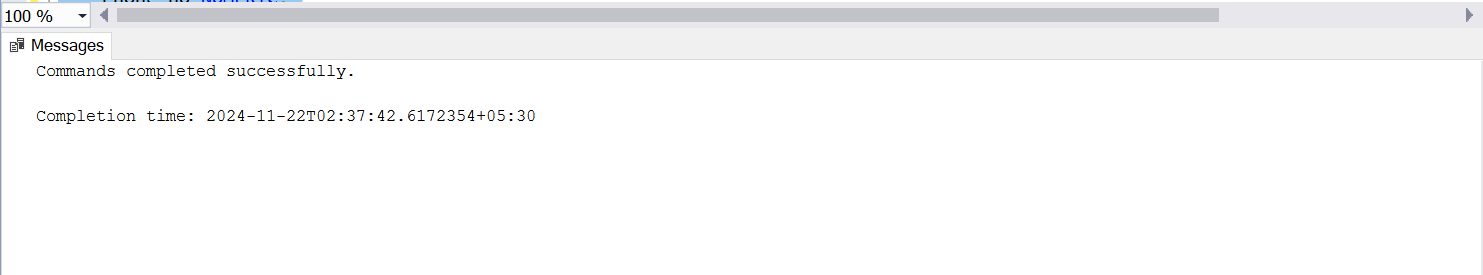 100 %
Messages
Commands completed successfully.
Completion time: 2024-11-22T02:37:42.6172354+05:30